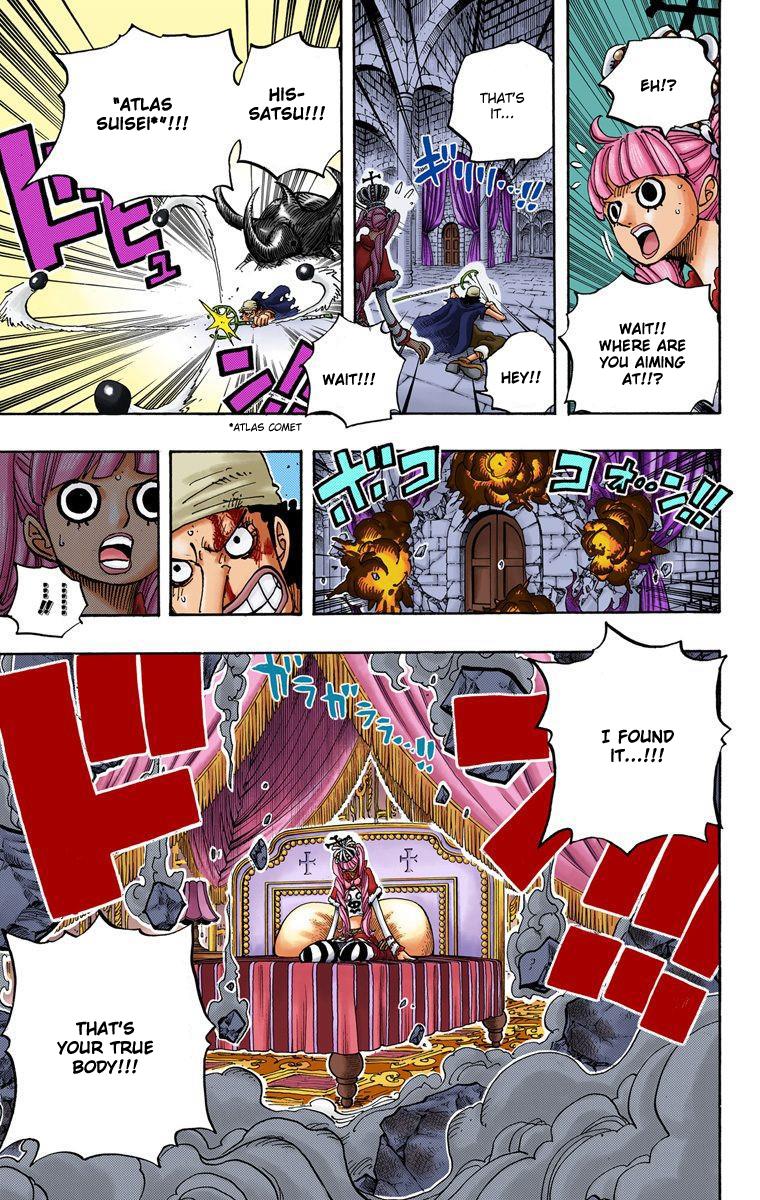 EH!?
WAIT!!
WHERE ARE
YOU AIMING
AT!!?
THAT'S
IT...
ギリリ…!!
HEY!!
WAIT!!!
HIS-
SATSU!!!
"ATLAS
SUISEI*"!!!
ドヒュ
ン!!
*ATLAS COMET
ボコ
コォ…ン!!
!!
I FOUND
IT...!!!
ガラガラ…!!
ドーン!!!
THAT'S
YOUR TRUE
BODY!!!